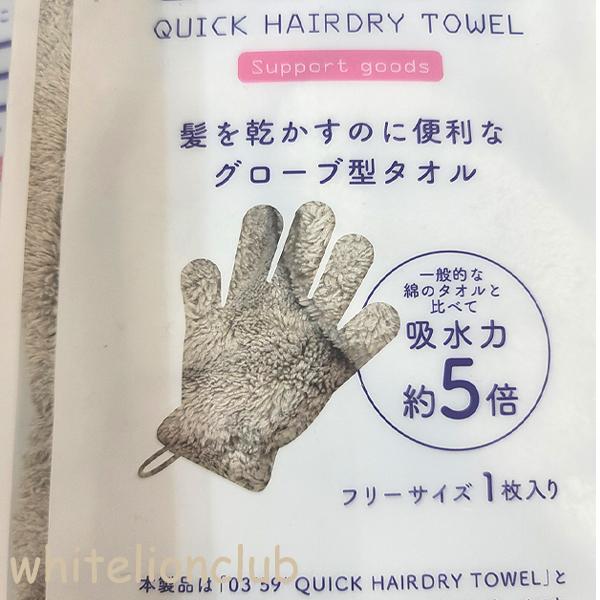 QUICK HAIRDRY TOWEL
Support goods
髪を乾かすのに便利な
グローブ型タオル
一般的な
綿のタオルと
比べて
吸水力
約5倍
フリーサイズ 1枚入り
whitelionclub
本製品は「03 59 QUICK HAIRDRY TOWEL」と